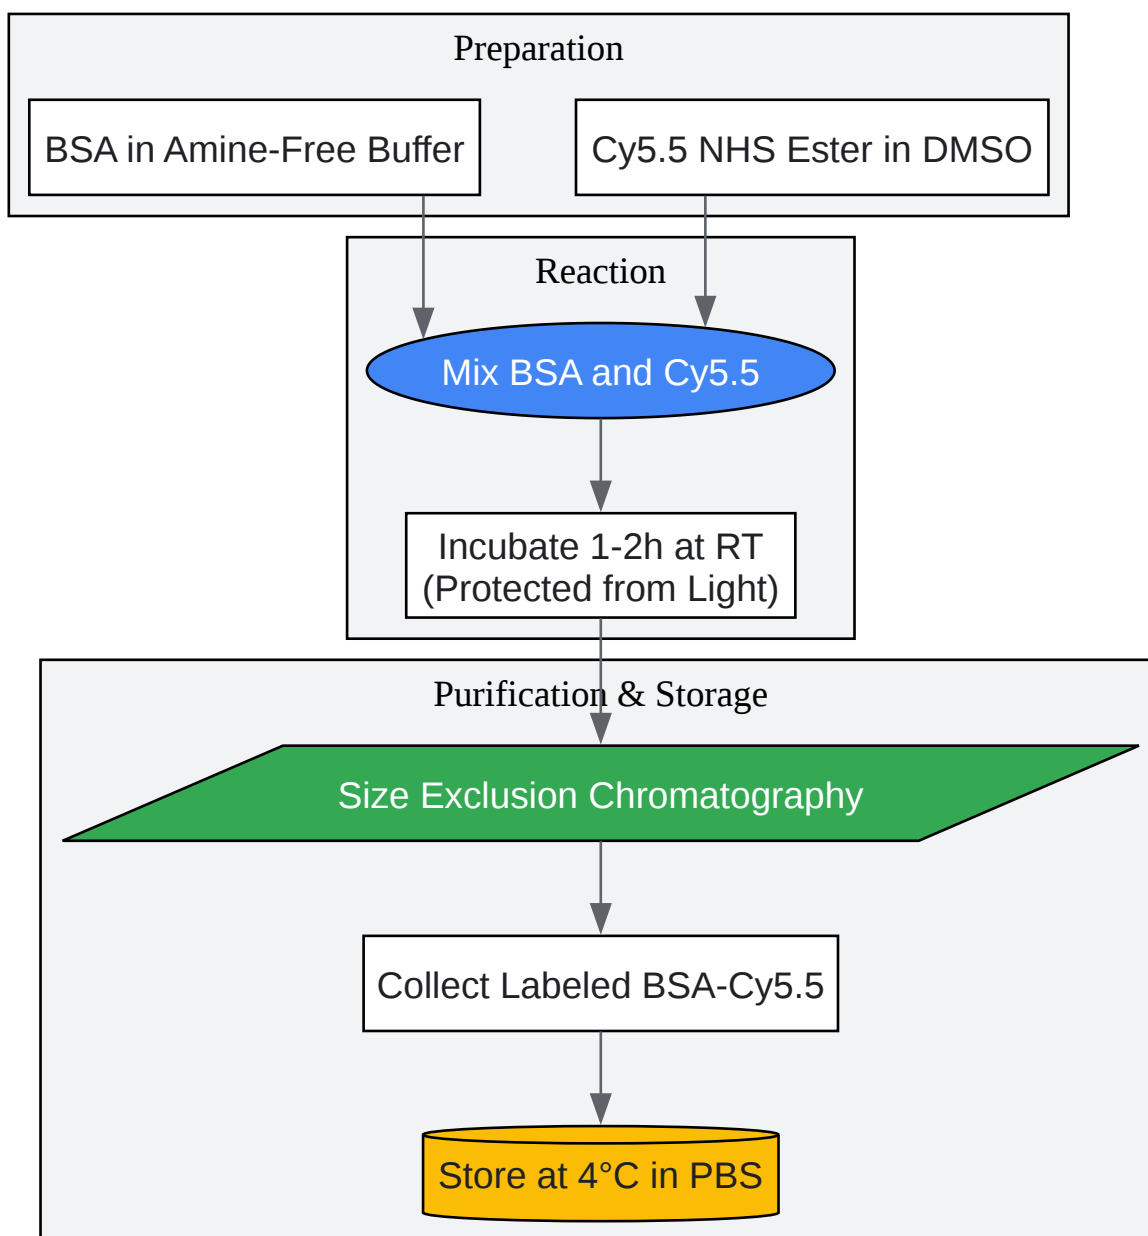 Preparation
BSA in Amine-Free Buffer
Cy5.5 NHS Ester in DMSO
Reaction
Mix BSA and Cy5.5
Incubate 1-2h at RT
(Protected from Light)
Purification & Storage
Size Exclusion Chromatography
Collect Labeled BSA-Cy5.5
Store at 4°C in PBS